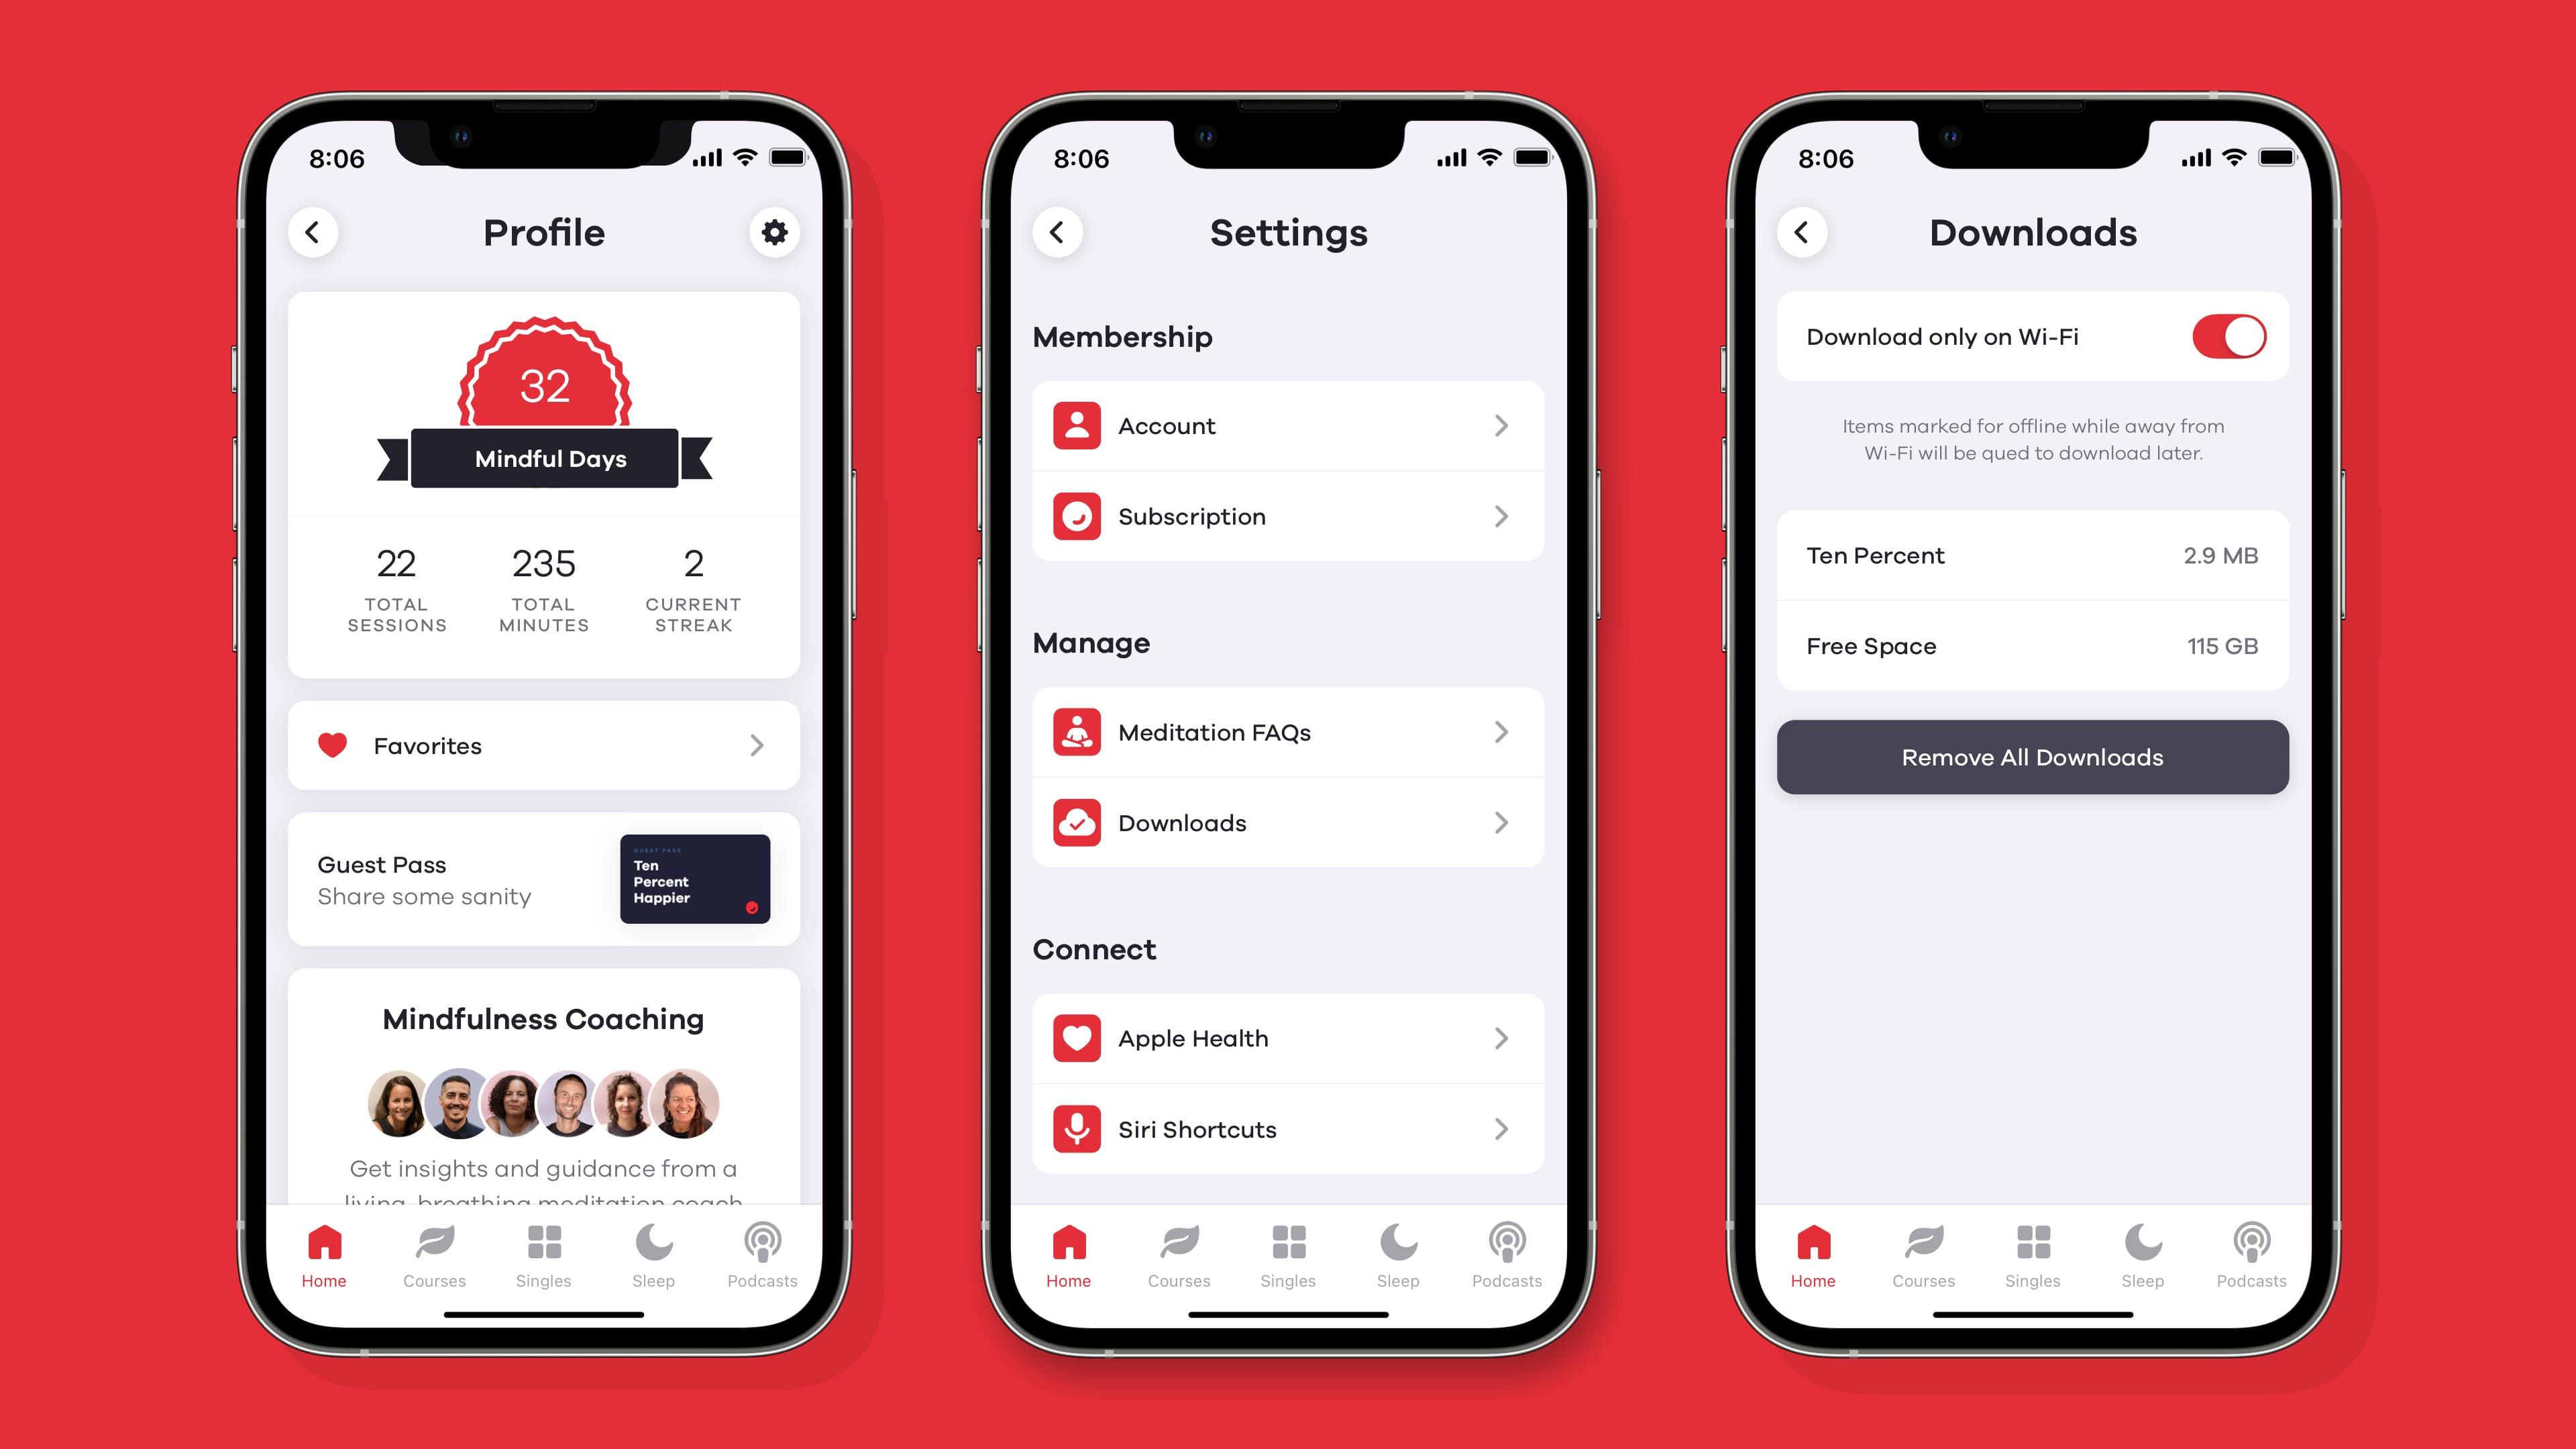 8:06
Profile
32
Mindful Days
22
TOTAL
SESSIONS
235
TOTAL
MINUTES
2
CURRENT
STREAK
Favorites
Guest Pass
Share some sanity
GUEST PASS
Ten
Percent
Happier
Mindfulness Coaching
Get insights and guidance from a
living, breathing meditation coach
Home
Courses
Singles
Sleep
Podcasts
8:06
Settings
Membership
Account
Subscription
Manage
Meditation FAQs
Downloads
Connect
Apple Health
Siri Shortcuts
Home
Courses
Singles
Sleep
Podcasts
8:06
Downloads
Download only on Wi-Fi
Items marked for offline while away from
Wi-Fi will be qued to download later.
Ten Percent
2.9 MB
Free Space
115 GB
Remove All Downloads
Home
Courses
Singles
Sleep
Podcasts